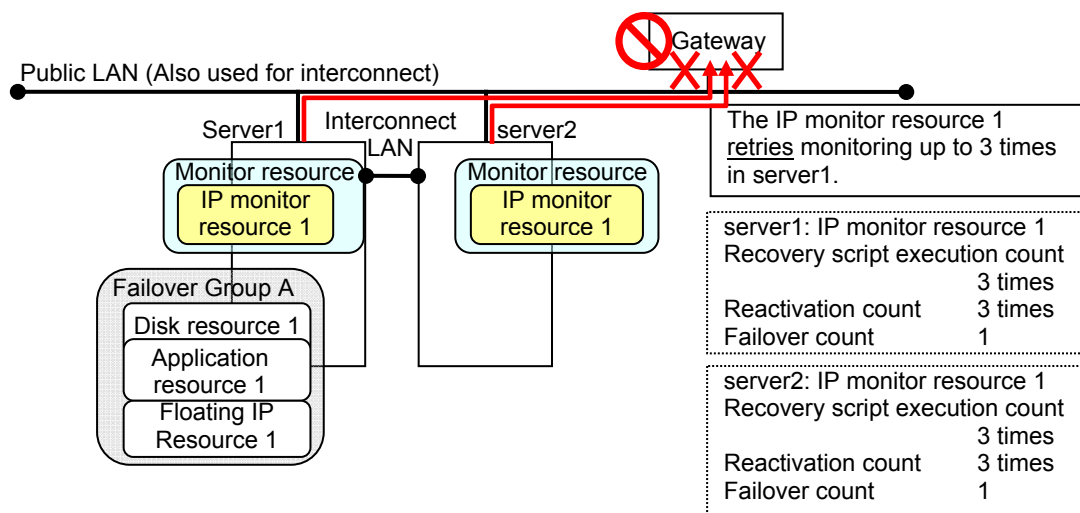 Gateway
Public LAN (Also used for interconnect)
Server1
Interconnect
LAN
server2
Monitor resource
IP monitor
resource 1
Monitor resource
IP monitor
resource 1
Failover Group A
Disk resource 1
Application
resource 1
Floating IP
Resource 1
The IP monitor resource 1
retries monitoring up to 3 times
in server1.
server1: IP monitor resource 1
Recovery script execution count
3 times
Reactivation count 3 times
Failover count 1
server2: IP monitor resource 1
Recovery script execution count
3 times
Reactivation count 3 times
Failover count 1